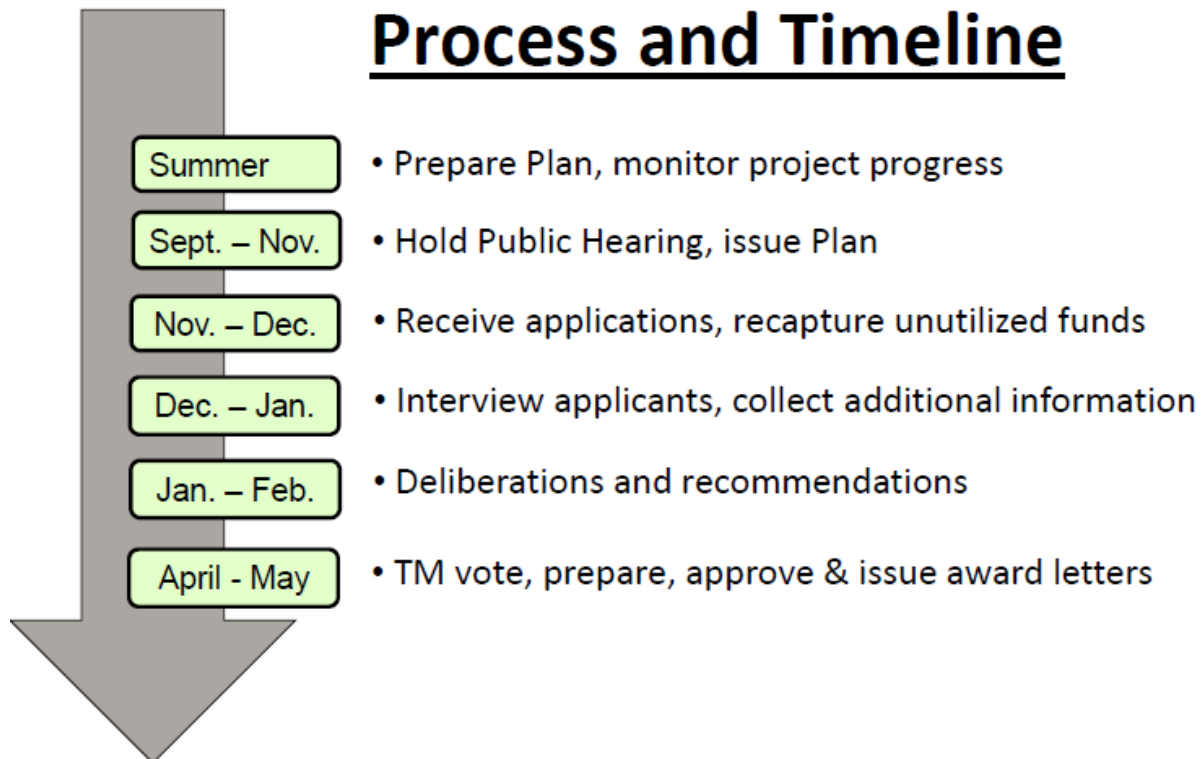 Process and Timeline
Summer
• Prepare Plan, monitor project progress
Sept. – Nov.
• Hold Public Hearing, issue Plan
Nov. – Dec.
• Receive applications, recapture unutilized funds
Dec. – Jan.
• Interview applicants, collect additional information
Jan. – Feb.
• Deliberations and recommendations
April - May
• TM vote, prepare, approve & issue award letters